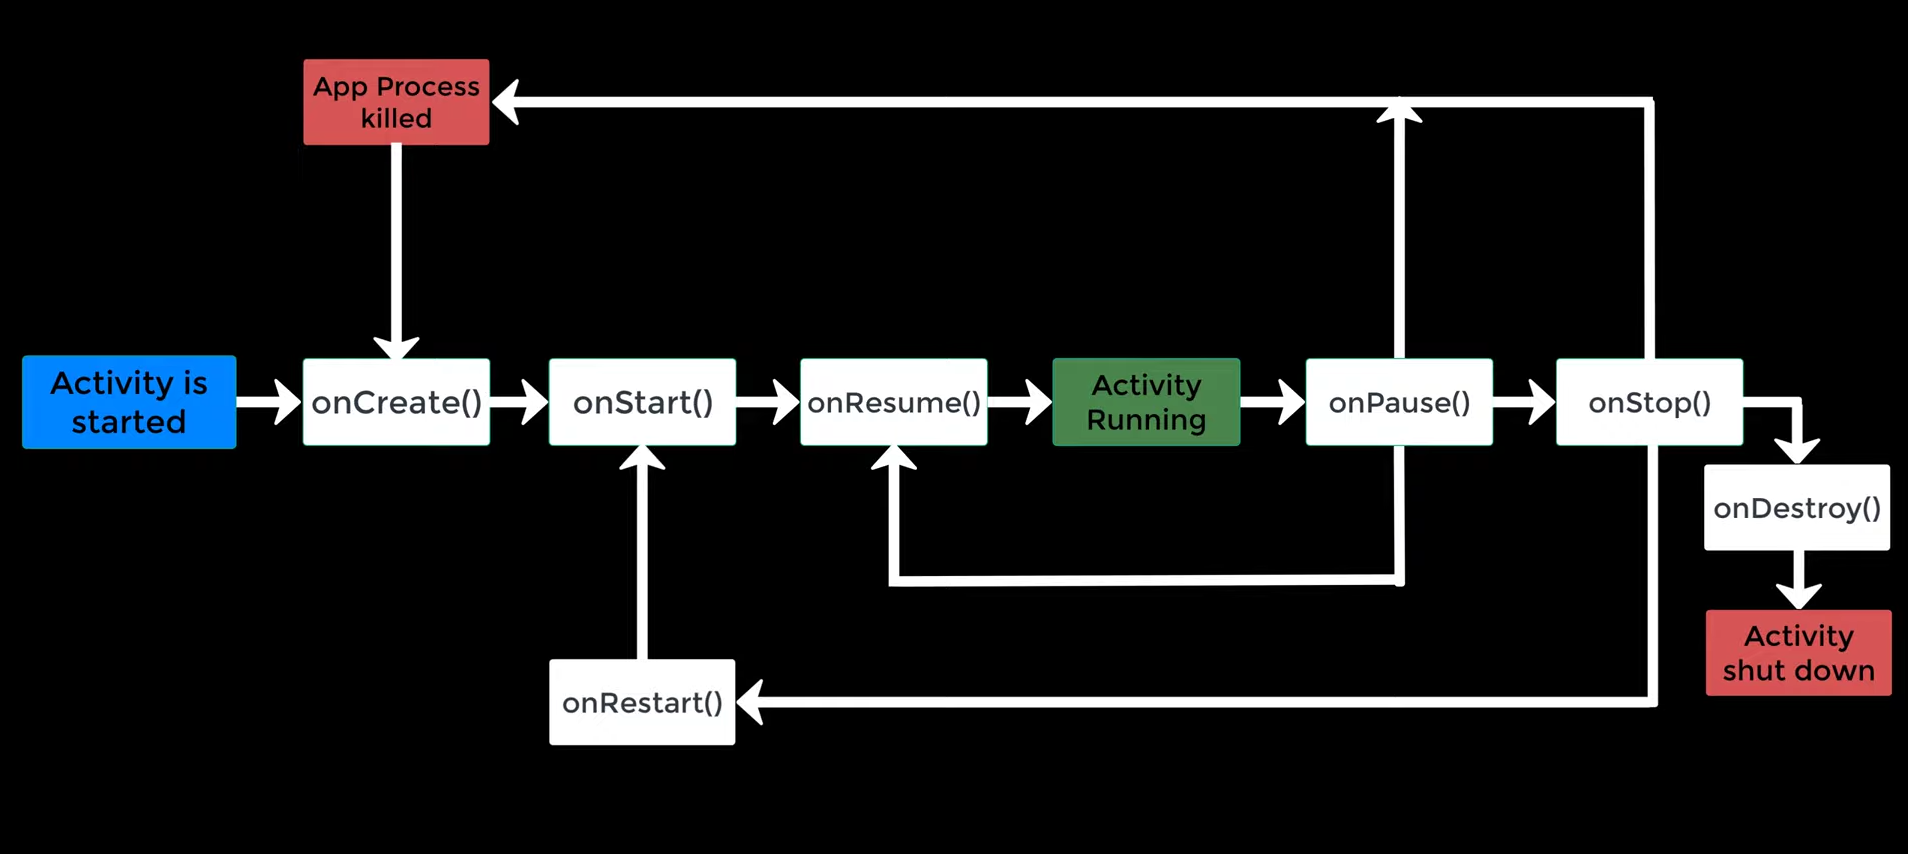 App Process
killed
Activity is
started
onCreate()
onStart()
onResume()
Activity
Running
onPause()
onStop()
onDestroy()
Activity
shut down
onRestart()